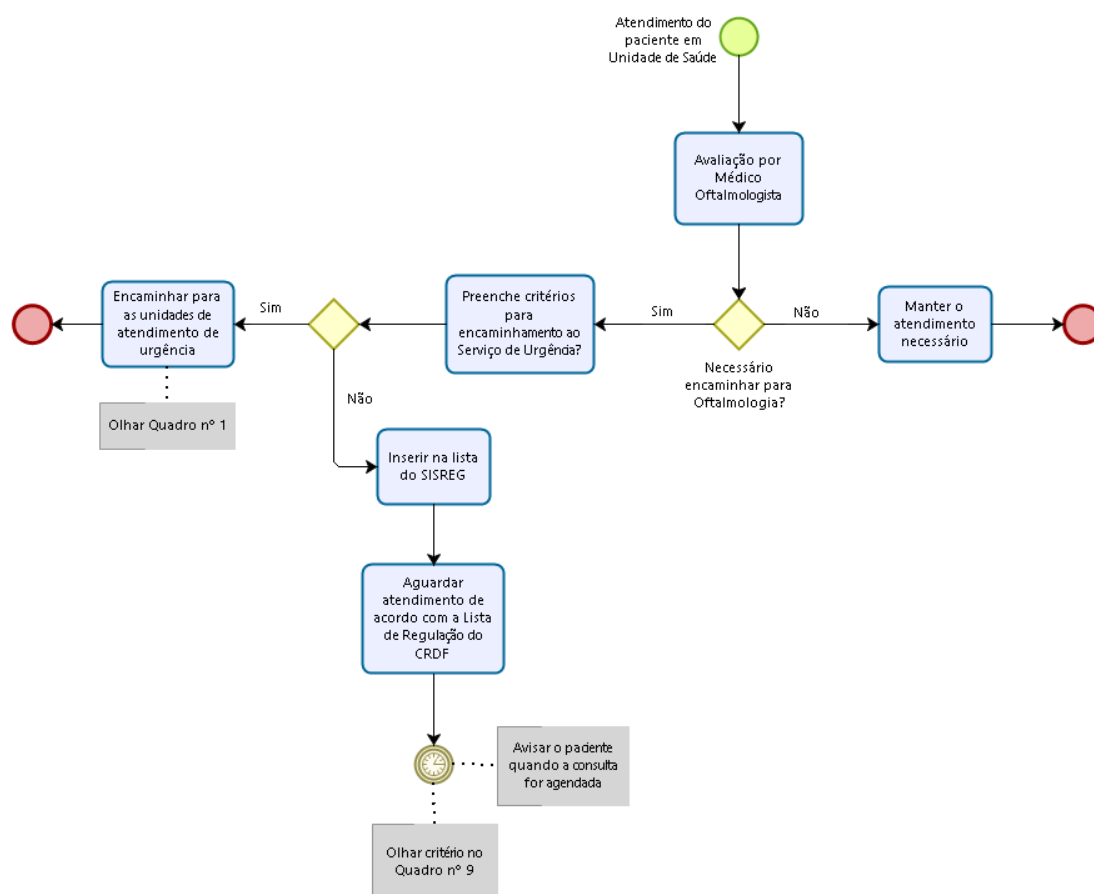 Atendimento do
paciente em
Unidade de Saúde
Avaliação por
Médico
Oftalmologista
Necessário
encaminhar para
Oftalmologia?
Não
Manter o
atendimento
necessário
Sim
Preenche critérios
para
encaminhamento ao
Serviço de Urgência?
Sim
Encaminhar para
as unidades de
atendimento de
urgência
Olhar Quadro nº 1
Não
Inserir na lista
do SISREG
Aguardar
atendimento de
acordo com a Lista
de Regulação do
CRDF
Avisar o paciente
quando a consulta
for agendada
Olhar critério no
Quadro nº 9